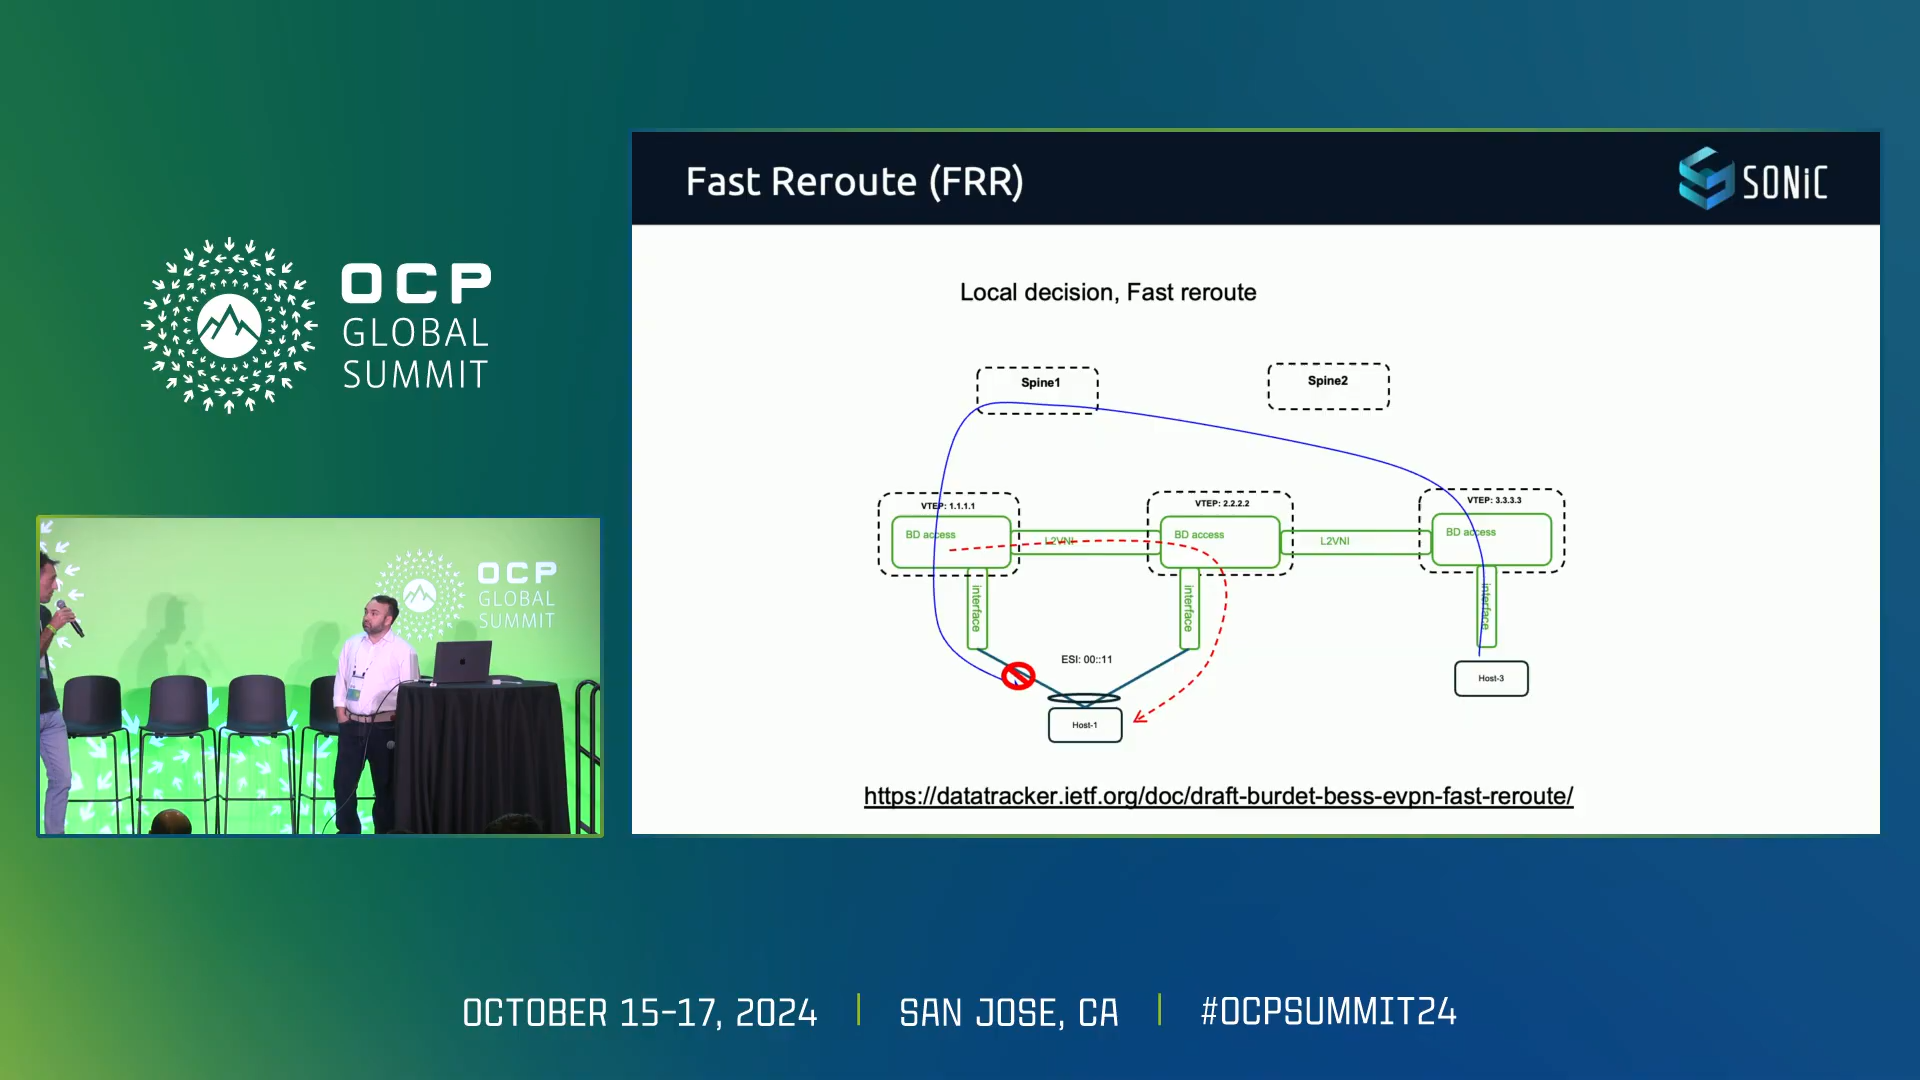 OCP
GLOBAL
SUMMIT
Fast Reroute (FRR)
SONiC
Local decision, Fast reroute
Spine1
Spine2
VTEP: 1.1.1.1
VTEP: 2.2.2.2
VTEP: 3.3.3.3
BD access
L2VNI
BD access
L2VNI
BD access
interface
interface
interface
ESI: 00::11
Host-1
Host-3
https://datatracker.ietf.org/doc/draft-burdet-bess-evpn-fast-reroute/
OCP
GLOBAL
SUMMIT
OCTOBER 15-17, 2024 | SAN JOSE, CA | #OCPSUMMIT24